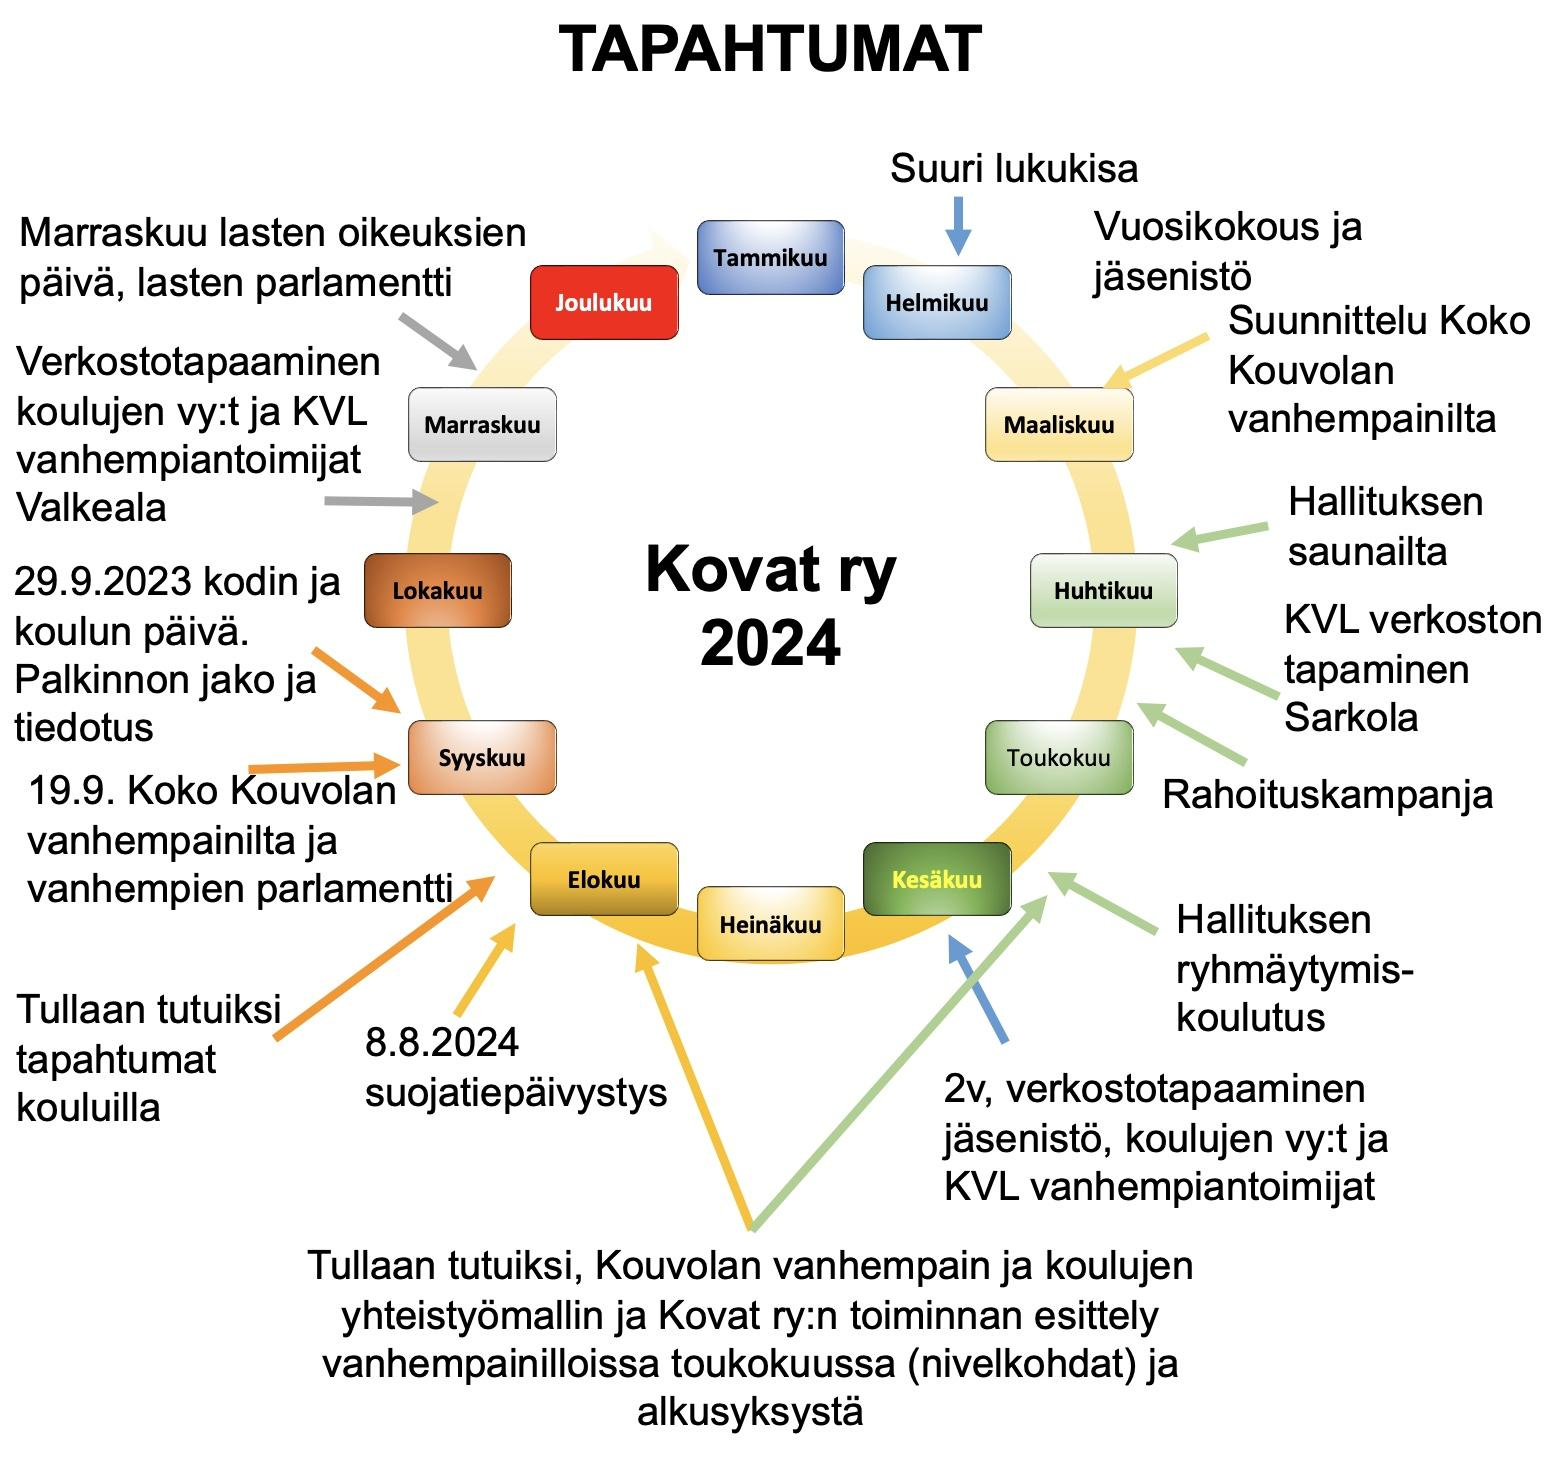 TAPAHTUMAT
Suuri lukukisa
Vuosikokous ja
jäsenistö
Suunnittelu Koko
Kouvolan
vanhempainilta
Hallituksen
saunailta
KVL verkoston
tapaminen
Sarkola
Rahoituskampanja
Hallituksen
ryhmäytymis-
koulutus
2v, verkostotapaaminen
jäsenistö, koulujen vy:t ja
KVL vanhempiantoimijat
Tullaan tutuiksi, Kouvolan vanhempain ja koulujen
yhteistyömallin ja Kovat ry:n toiminnan esittely
vanhempainilloissa toukokuussa (nivelkohdat) ja
alkusyksystä
8.8.2024
suojatiepäivystys
Tullaan tutuiksi
tapahtumat
kouluilla
19.9. Koko Kouvolan
vanhempainilta ja
vanhempien parlamentti
29.9.2023 kodin ja
koulun päivä.
Palkinnon jako ja
tiedotus
Verkostotapaaminen
koulujen vy:t ja KVL
vanhempiantoimijat
Valkeala
Marraskuu lasten oikeuksien
päivä, lasten parlamentti
Tammikuu
Helmikuu
Maaliskuu
Huhtikuu
Toukokuu
Kesäkuu
Heinäkuu
Elokuu
Syyskuu
Lokakuu
Marraskuu
Joulukuu
Kovat ry
2024